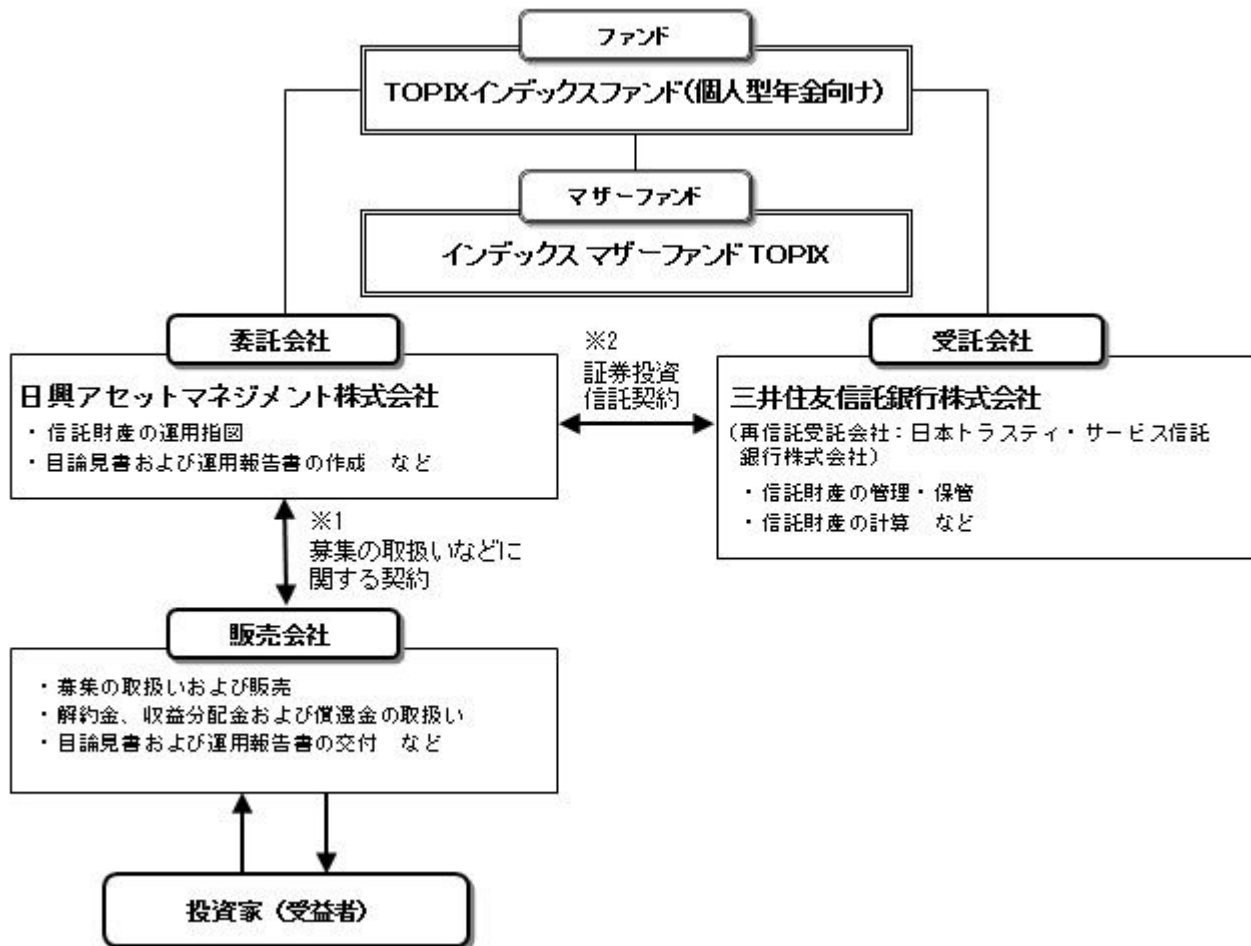 ファンド
TOPIXインデックスファンド(個人型年金向け)
マザーファンド
インデックス マザーファンド TOPIX
委託会社
日興アセットマネジメント株式会社
・信託財産の運用指図
・目論見書および運用報告書の作成 など
※2
証券投資
信託契約
受託会社
三井住友信託銀行株式会社
(再信託受託会社：日本トラスティ・サービス信託
銀行株式会社)
・信託財産の管理・保管
・信託財産の計算 など
※1
募集の取扱いなどに
関する契約
販売会社
・募集の取扱いおよび販売
・解約金、収益分配金および償還金の取扱い
・目論見書および運用報告書の交付 など
投資家（受益者）